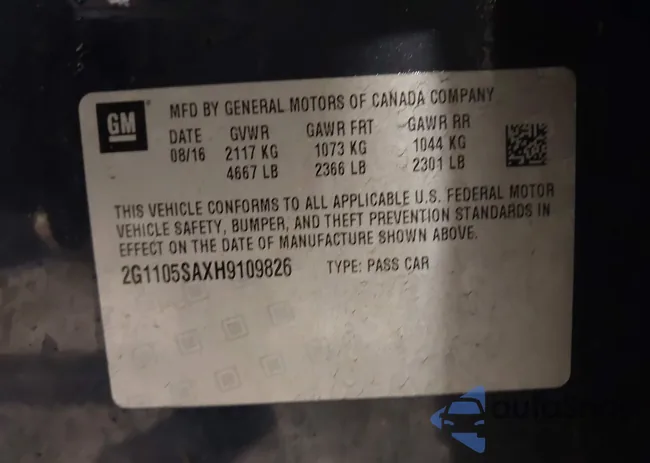 GM
MFD BY GENERAL MOTORS OF CANADA COMPANY
DATE GVWR GAWR FRT GAWR RR
08/16 2117 KG 1073 KG 1044 KG
4667 LB 2366 LB 2301 LB
THIS VEHICLE CONFORMS TO ALL APPLICABLE U.S. FEDERAL MOTOR
VEHICLE SAFETY, BUMPER, AND THEFT PREVENTION STANDARDS IN
EFFECT ON THE DATE OF MANUFACTURE SHOWN ABOVE.
2G1105SAXH9109826 TYPE: PASS CAR